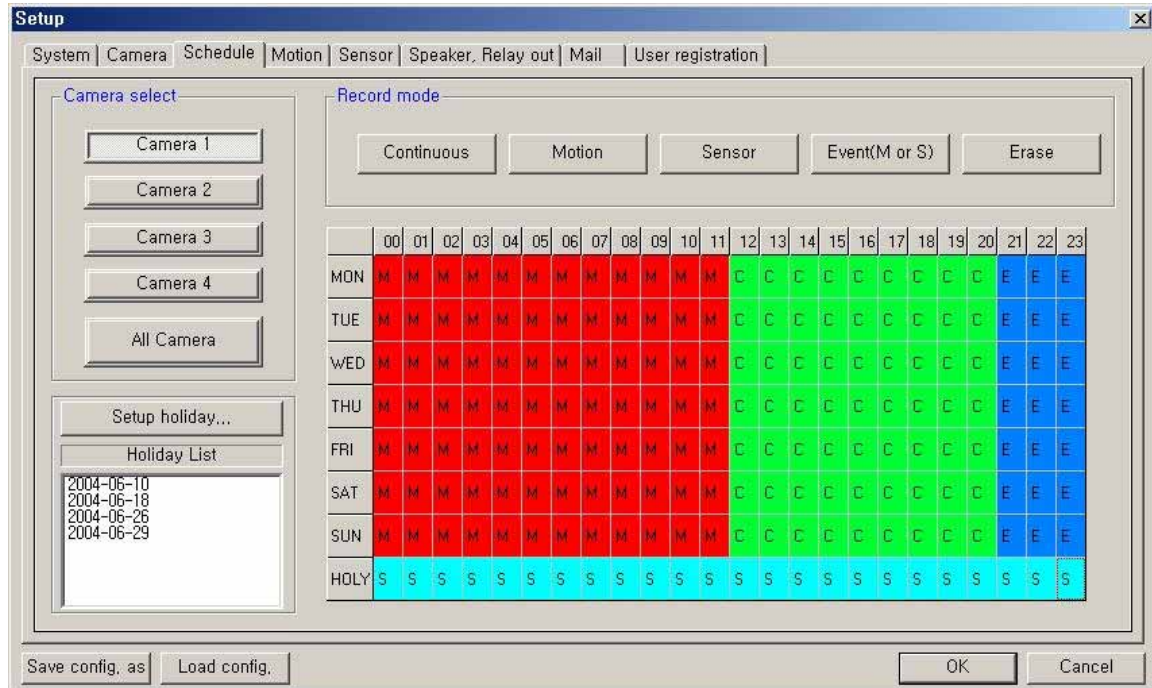 Setup
System Camera Schedule Motion Sensor Speaker, Relay out Mail User registration
Camera select
Camera 1
Camera 2
Camera 3
Camera 4
All Camera
Setup holiday,,,
Holiday List
2004-06-10
2004-06-18
2004-06-26
2004-06-29
Record mode
Continuous Motion Sensor Event(M or S) Erase
00 01 02 03 04 05 06 07 08 09 10 11 12 13 14 15 16 17 18 19 20 21 22 23
MON M M M M M M M M M M M M C C C C C C C C C E E E
TUE M M M M M M M M M M M M C C C C C C C C C E E E
WED M M M M M M M M M M M M C C C C C C C C C E E E
THU M M M M M M M M M M M M C C C C C C C C C E E E
FRI M M M M M M M M M M M M C C C C C C C C C E E E
SAT M M M M M M M M M M M M C C C C C C C C C E E E
SUN M M M M M M M M M M M M C C C C C C C C C E E E
HOLY S S S S S S S S S S S S S S S S S S S S S S S S
Save config, as Load config, OK Cancel